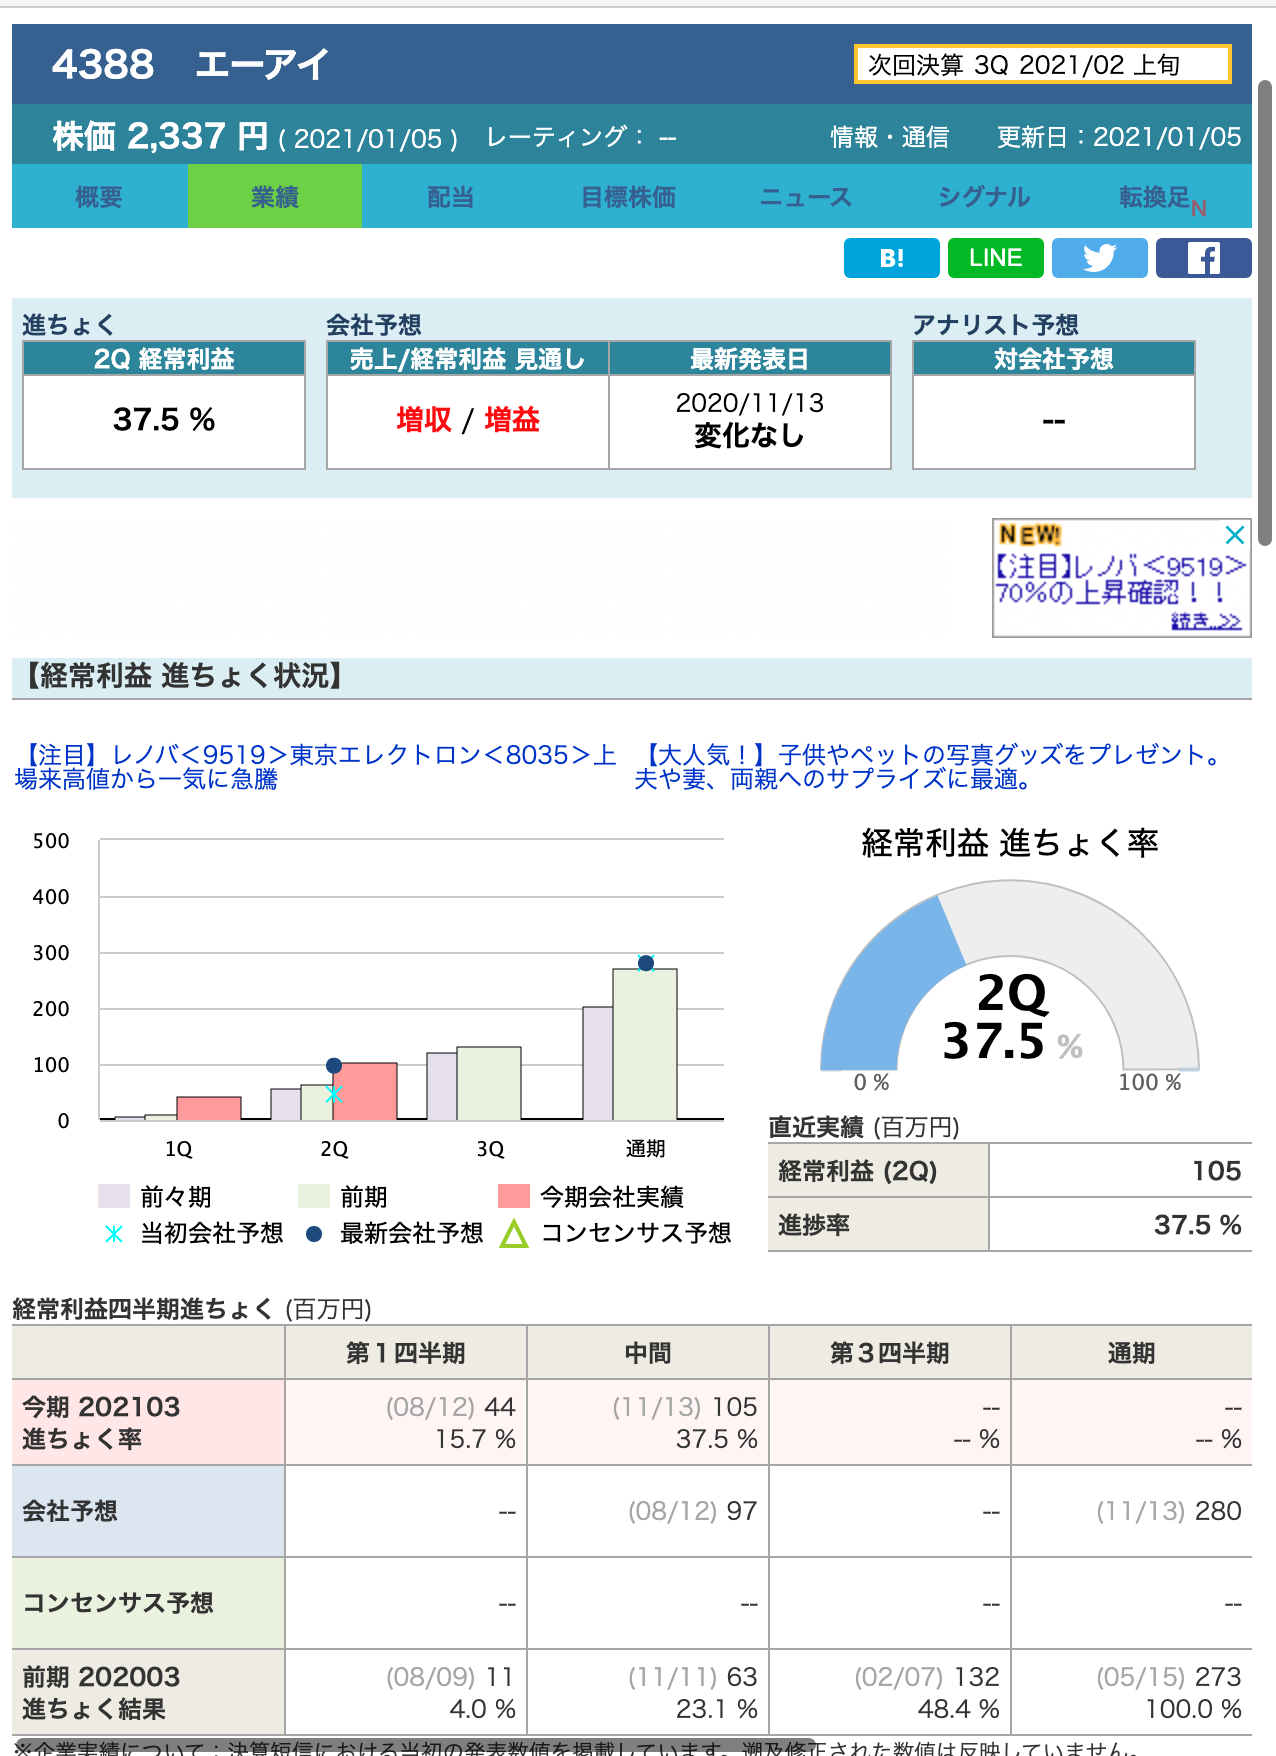 4388　エーアイ
次回決算 3Q 2021/02 上旬
株価 2,337 円 ( 2021/01/05 )　レーティング： --　情報・通信　更新日：2021/01/05
概要　業績　配当　目標株価　ニュース　シグナル　転換足N
B!　LINE
進ちょく　会社予想　アナリスト予想
2Q 経常利益　売上/経常利益 見通し　最新発表日　対会社予想
37.5 %　増収 / 増益　2020/11/13　--
変化なし
NEW!
【注目】レノバ＜9519＞
70%の上昇確認！！
続き..>>
【経常利益 進ちょく状況】
【注目】レノバ＜9519＞東京エレクトロン＜8035＞上
場来高値から一気に急騰
【大人気！】子供やペットの写真グッズをプレゼント。
夫や妻、両親へのサプライズに最適。
500
400
300
200
100
0
1Q　2Q　3Q　通期
前々期　前期　今期会社実績
当初会社予想　最新会社予想　コンセンサス予想
経常利益 進ちょく率
2Q
37.5 %
0 %　100 %
直近実績 (百万円)
経常利益 (2Q)　105
進捗率　37.5 %
経常利益四半期進ちょく (百万円)
第１四半期　中間　第３四半期　通期
今期 202103　(08/12) 44　(11/13) 105　--　--
進ちょく率　15.7 %　37.5 %　-- %　-- %
会社予想　--　(08/12) 97　--　(11/13) 280
コンセンサス予想　--　--　--　--
前期 202003　(08/09) 11　(11/11) 63　(02/07) 132　(05/15) 273
進ちょく結果　4.0 %　23.1 %　48.4 %　100.0 %
※企業実績について：決算短信における当初の発表数値を掲載しています。遡及修正された数値は反映していません。